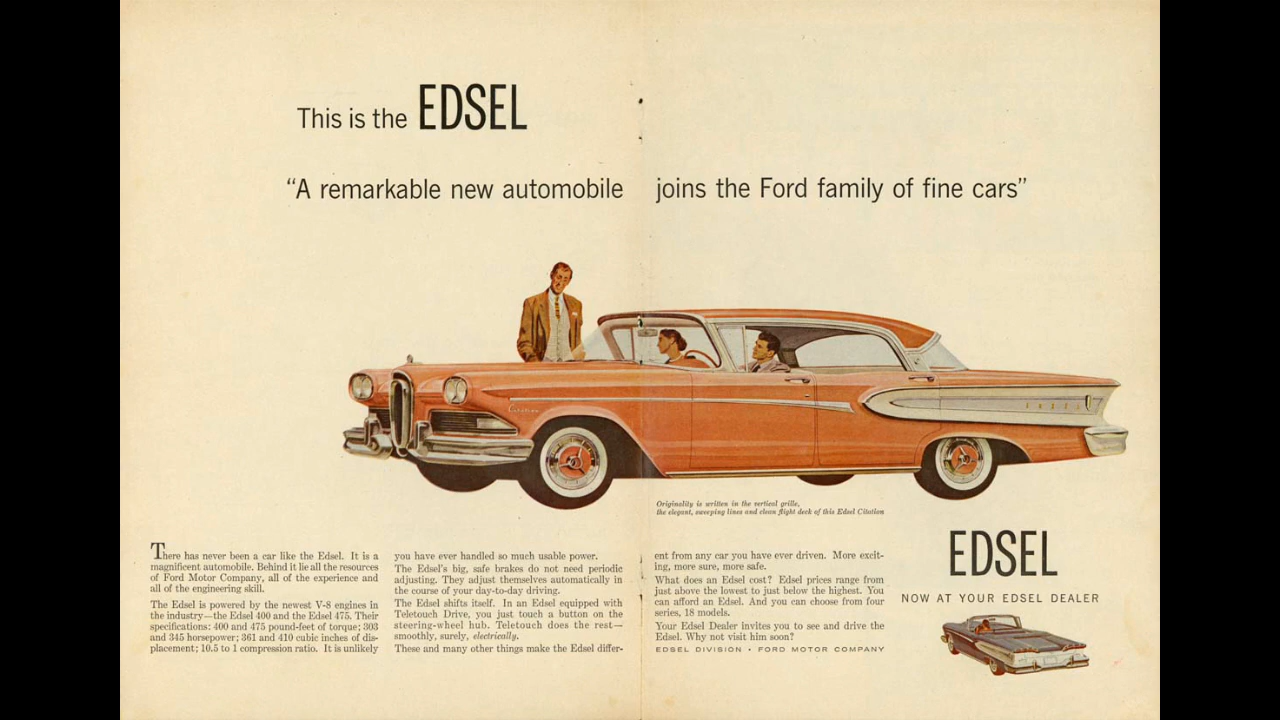 This is the EDSEL
“A remarkable new automobile joins the Ford family of fine cars”
Originality is written in the vertical grille,
the elegant, sweeping lines and clean flight deck of this Edsel Citation
There has never been a car like the Edsel. It is a
magnificent automobile. Behind it lie all the resources
of Ford Motor Company, all of the experience and
all of the engineering skill.
The Edsel is powered by the newest V-8 engines in
the industry—the Edsel 400 and the Edsel 475. Their
specifications: 400 and 475 pound-feet of torque; 303
and 345 horsepower; 361 and 410 cubic inches of dis-
placement; 10.5 to 1 compression ratio. It is unlikely
you have ever handled so much usable power.
The Edsel’s big, safe brakes do not need periodic
adjusting. They adjust themselves automatically in
the course of your day-to-day driving.
The Edsel shifts itself. In an Edsel equipped with
Teletouch Drive, you just touch a button on the
steering-wheel hub. Teletouch does the rest—
smoothly, surely, electrically.
These and many other things make the Edsel differ-
ent from any car you have ever driven. More excit-
ing, more sure, more safe.
What does an Edsel cost? Edsel prices range from
just above the lowest to just below the highest. You
can afford an Edsel. And you can choose from four
series, 18 models.
Your Edsel Dealer invites you to see and drive the
Edsel. Why not visit him soon?
EDSEL DIVISION · FORD MOTOR COMPANY
EDSEL
NOW AT YOUR EDSEL DEALER
Citation
EDSEL